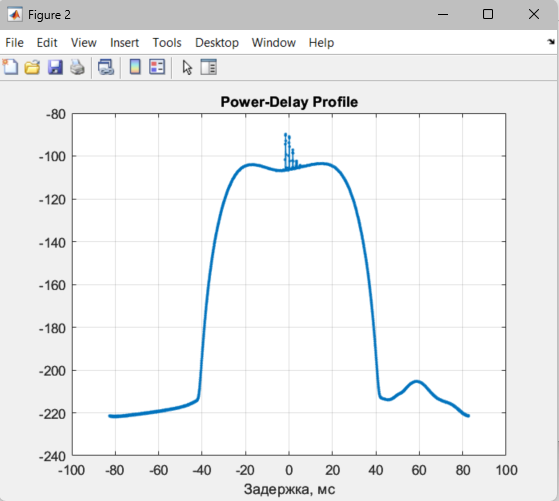 Figure 2
File Edit View Insert Tools Desktop Window Help
Power-Delay Profile
-80
-100
-120
-140
-160
-180
-200
-220
-240
-100 -80 -60 -40 -20 0 20 40 60 80 100
Задержка, мс